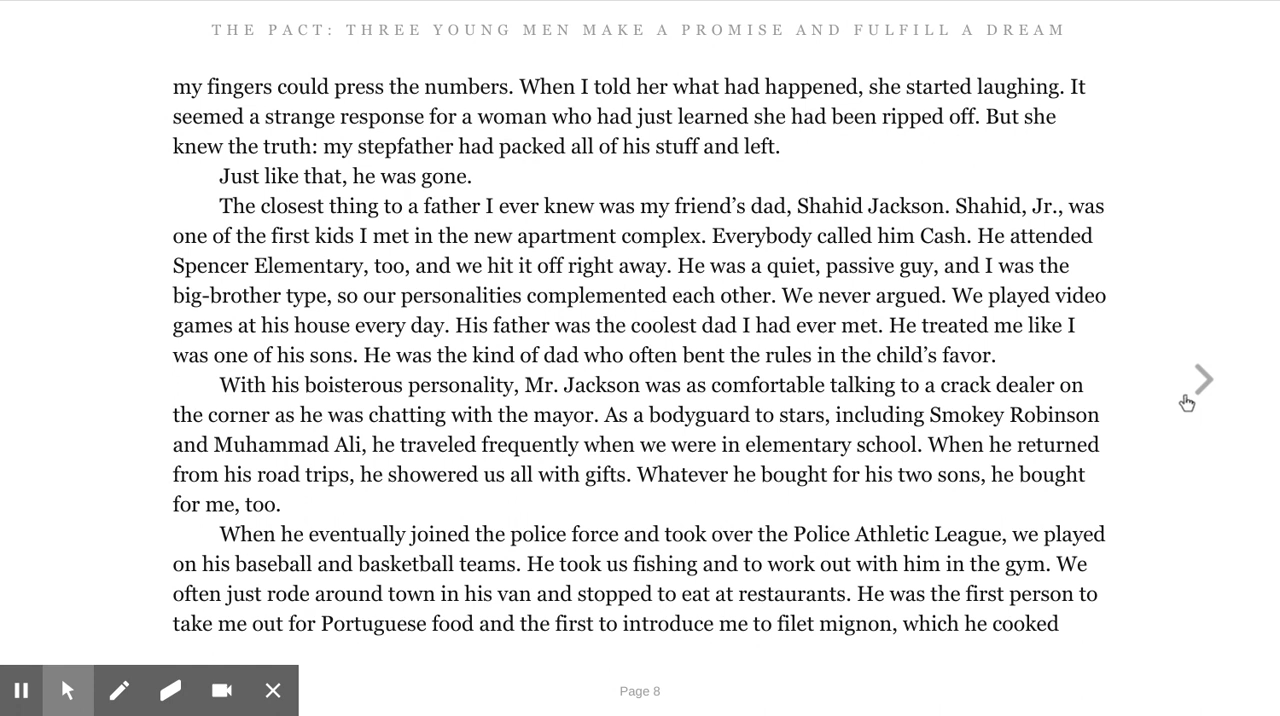 THE PACT: THREE YOUNG MEN MAKE A PROMISE AND FULFILL A DREAM
my fingers could press the numbers. When I told her what had happened, she started laughing. It
seemed a strange response for a woman who had just learned she had been ripped off. But she
knew the truth: my stepfather had packed all of his stuff and left.
Just like that, he was gone.
The closest thing to a father I ever knew was my friend’s dad, Shahid Jackson. Shahid, Jr., was
one of the first kids I met in the new apartment complex. Everybody called him Cash. He attended
Spencer Elementary, too, and we hit it off right away. He was a quiet, passive guy, and I was the
big-brother type, so our personalities complemented each other. We never argued. We played video
games at his house every day. His father was the coolest dad I had ever met. He treated me like I
was one of his sons. He was the kind of dad who often bent the rules in the child’s favor.
With his boisterous personality, Mr. Jackson was as comfortable talking to a crack dealer on
the corner as he was chatting with the mayor. As a bodyguard to stars, including Smokey Robinson
and Muhammad Ali, he traveled frequently when we were in elementary school. When he returned
from his road trips, he showered us all with gifts. Whatever he bought for his two sons, he bought
for me, too.
When he eventually joined the police force and took over the Police Athletic League, we played
on his baseball and basketball teams. He took us fishing and to work out with him in the gym. We
often just rode around town in his van and stopped to eat at restaurants. He was the first person to
take me out for Portuguese food and the first to introduce me to filet mignon, which he cooked
Page 8